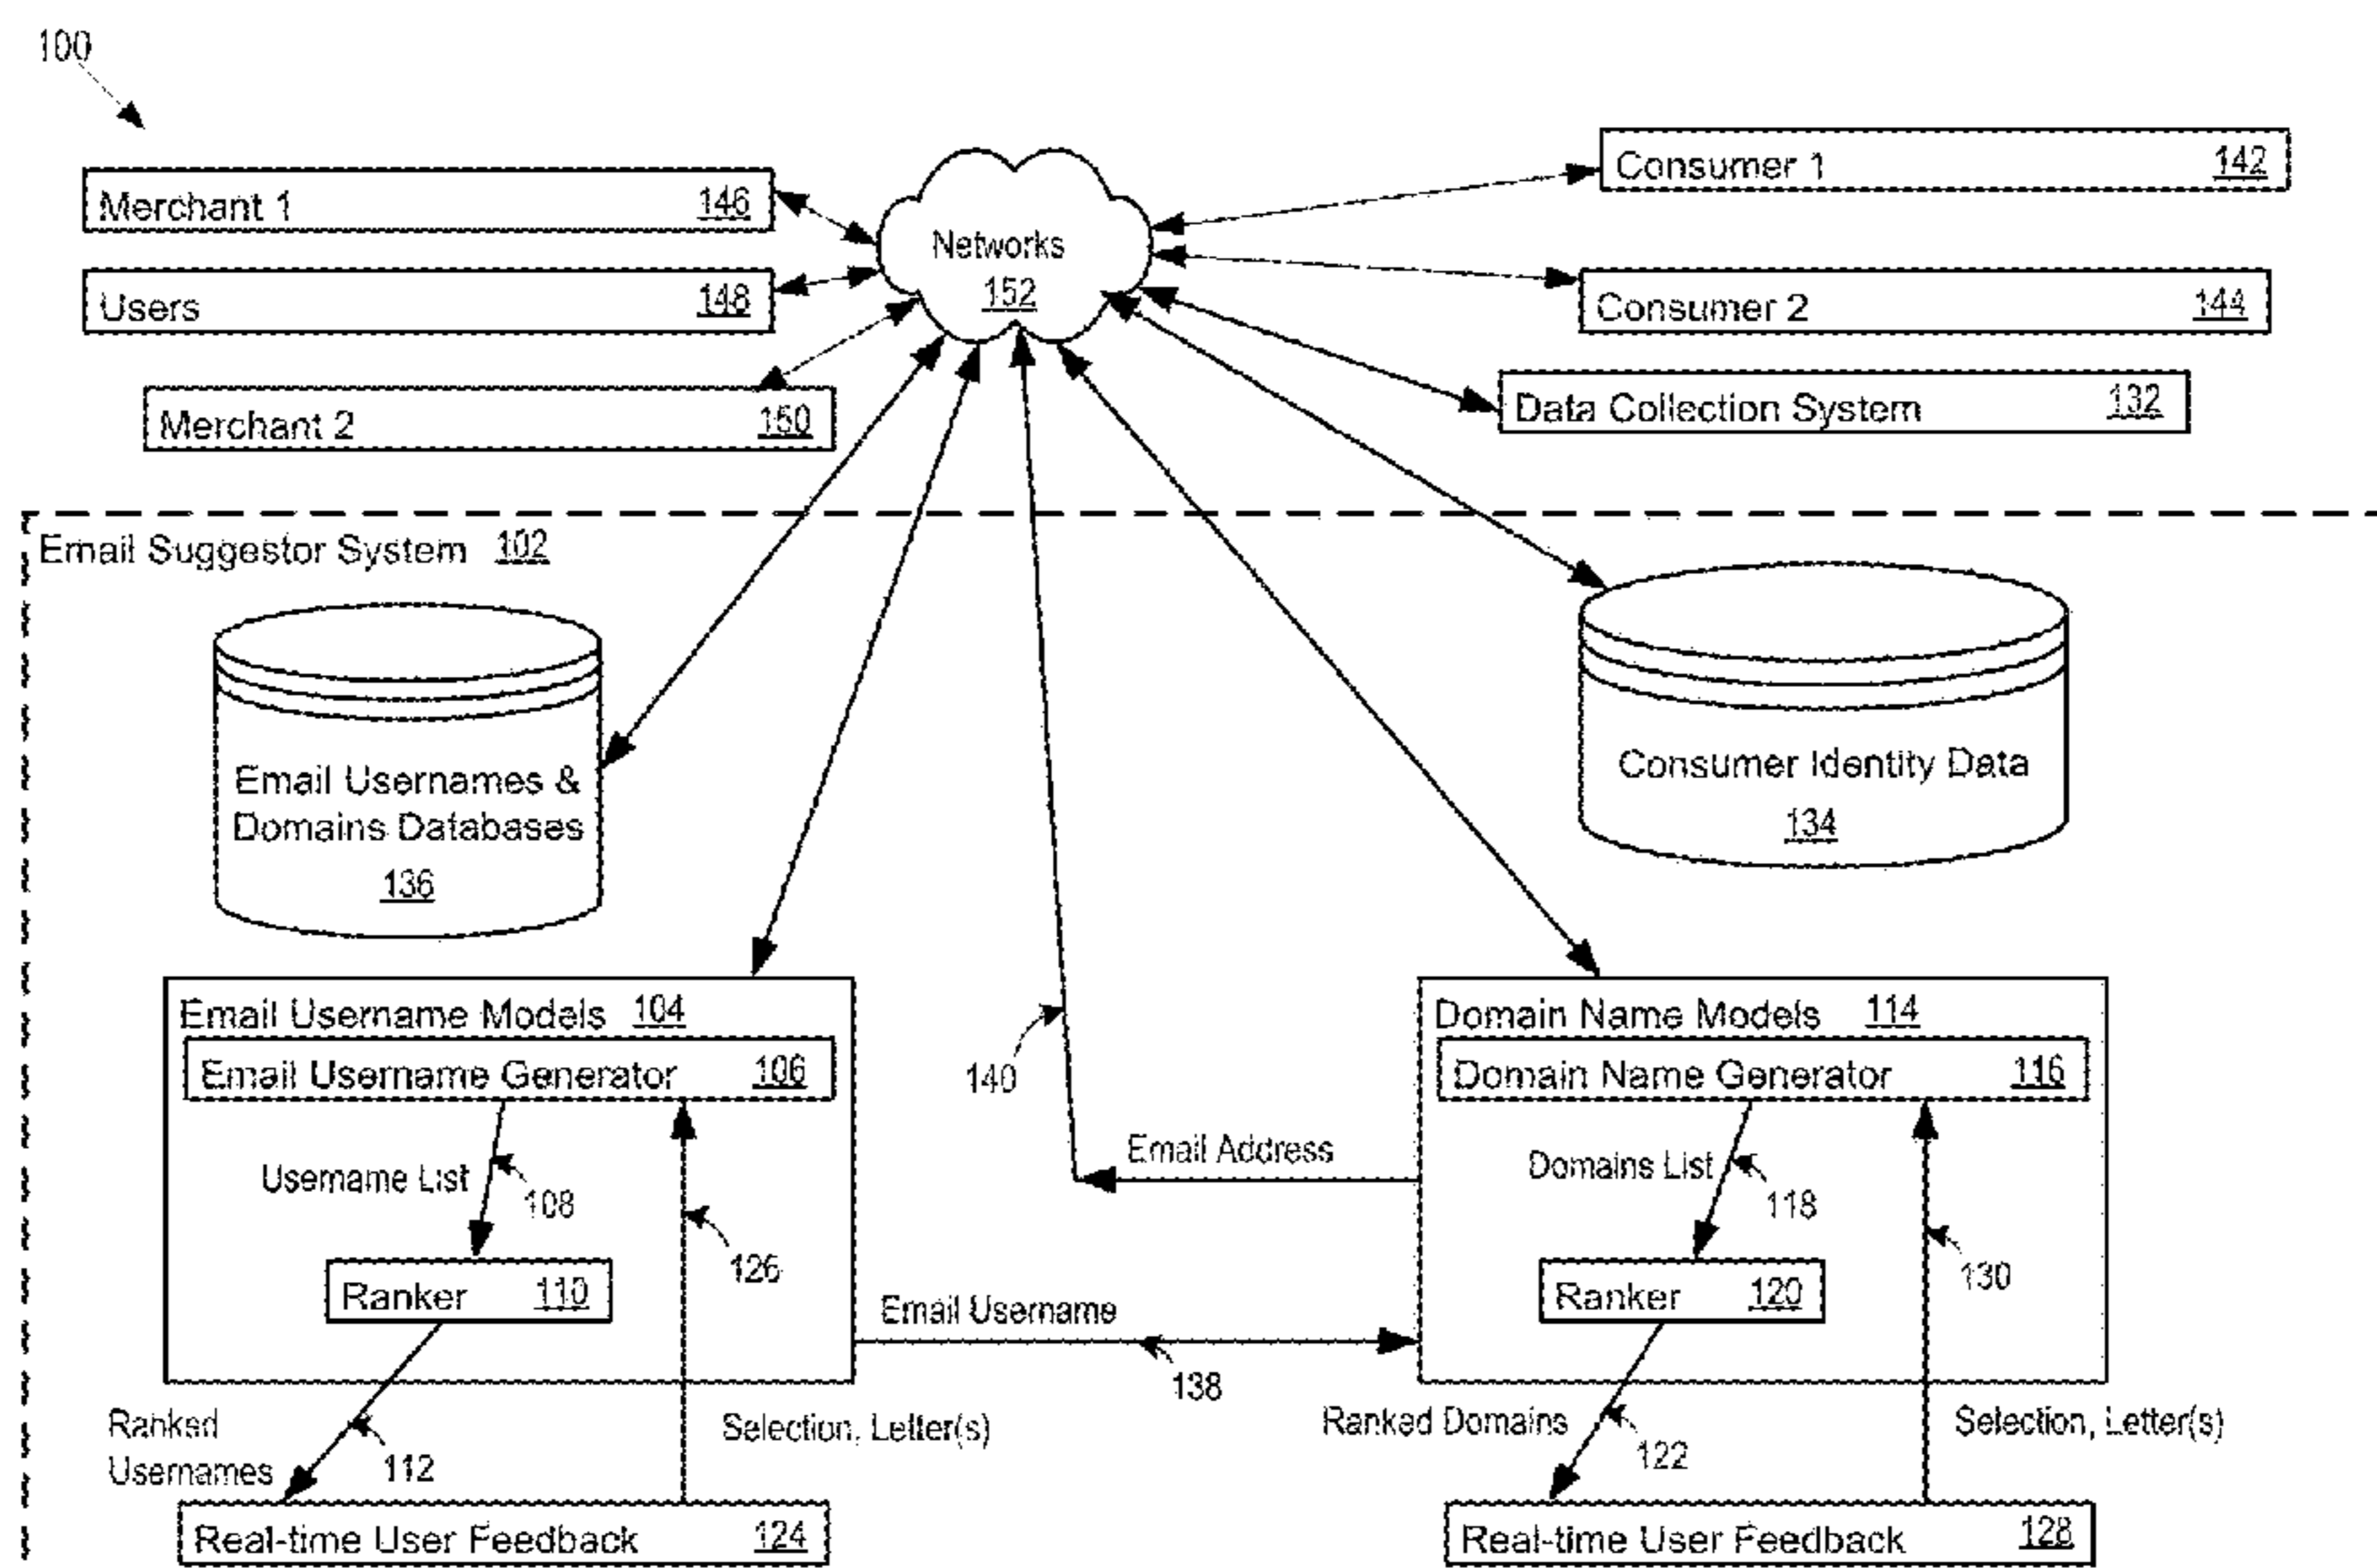 100
Merchant 1 146
Users 148
Merchant 2 150
Networks
152
Consumer 1 142
Consumer 2 144
Data Collection System 132
Email Suggestor System 102
Email Usernames &
Domains Databases
136
Consumer Identity Data
134
Email Username Models 104
Email Username Generator 106
Username List
108
126
Ranker 110
Ranked
Usernames
112
Selection, Letter(s)
Real-time User Feedback 124
140
Email Address
Email Username
138
Domain Name Models 114
Domain Name Generator 116
Domains List
118
130
Ranker 120
Ranked Domains
122
Selection, Letter(s)
Real-time User Feedback 128